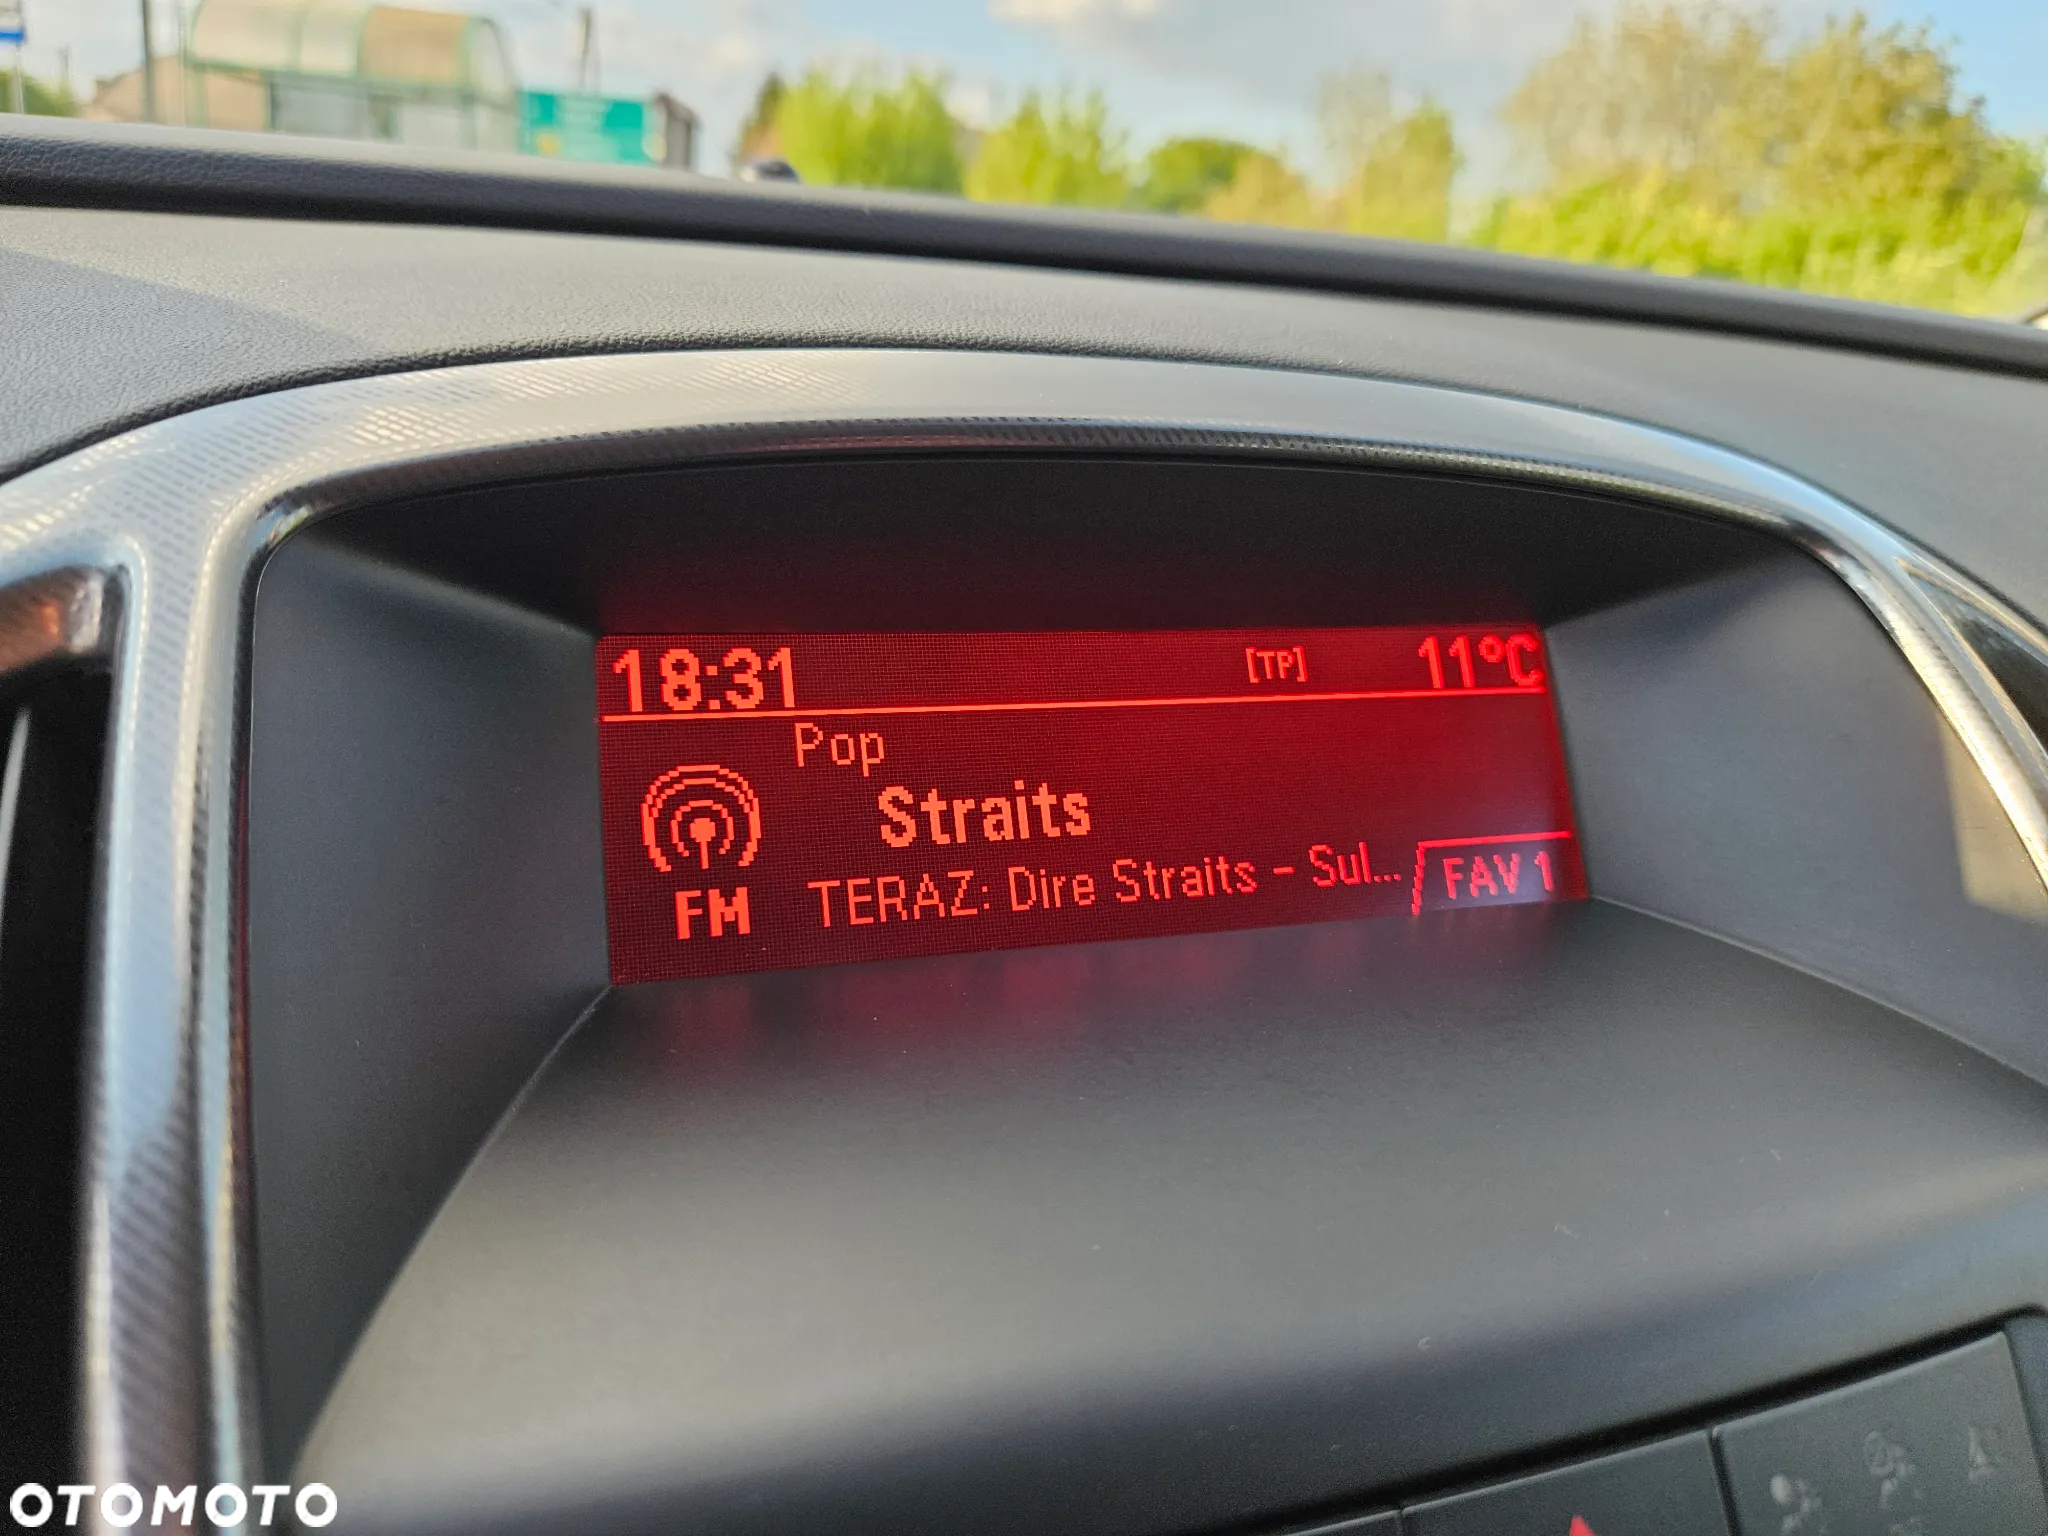 18:31 [TP] 11°C
Pop
Straits
FM TERAZ: Dire Straits - Sul... FAV 1
OTOMOTO